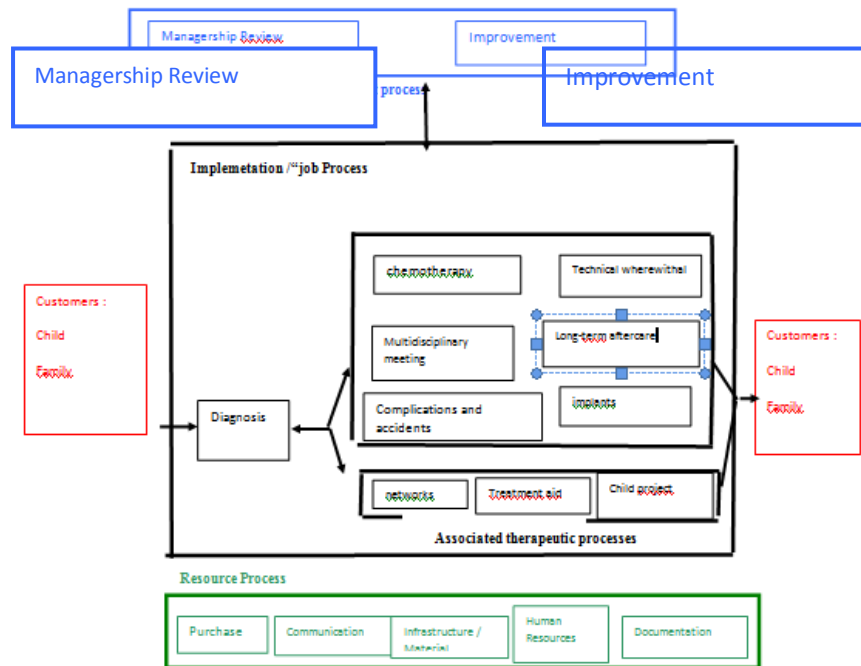 Managership Review
Improvement
Managership Review
Improvement
process
Implemetation /“job Process
chemotherapy,
Technical wherewithal
Customers :
Child
Family,
Multidisciplinary
meeting
Long-term aftercare
Customers :
Child
Family,
Diagnosis
Complications and
accidents
implants
networks
Treatment aid
Child project
Associated therapeutic processes
Resource Process
Purchase
Communication
Infrastructure /
Material
Human
Resources
Documentation